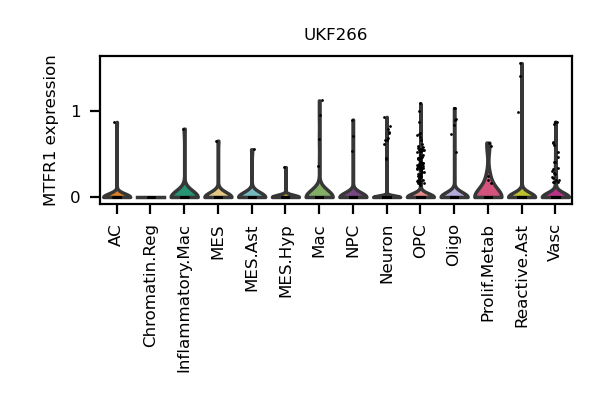 UKF266
MTFR1 expression
1
0
AC
Chromatin.Reg
Inflammatory.Mac
MES
MES.Ast
MES.Hyp
Mac
NPC
Neuron
OPC
Oligo
Prolif.Metab
Reactive.Ast
Vasc